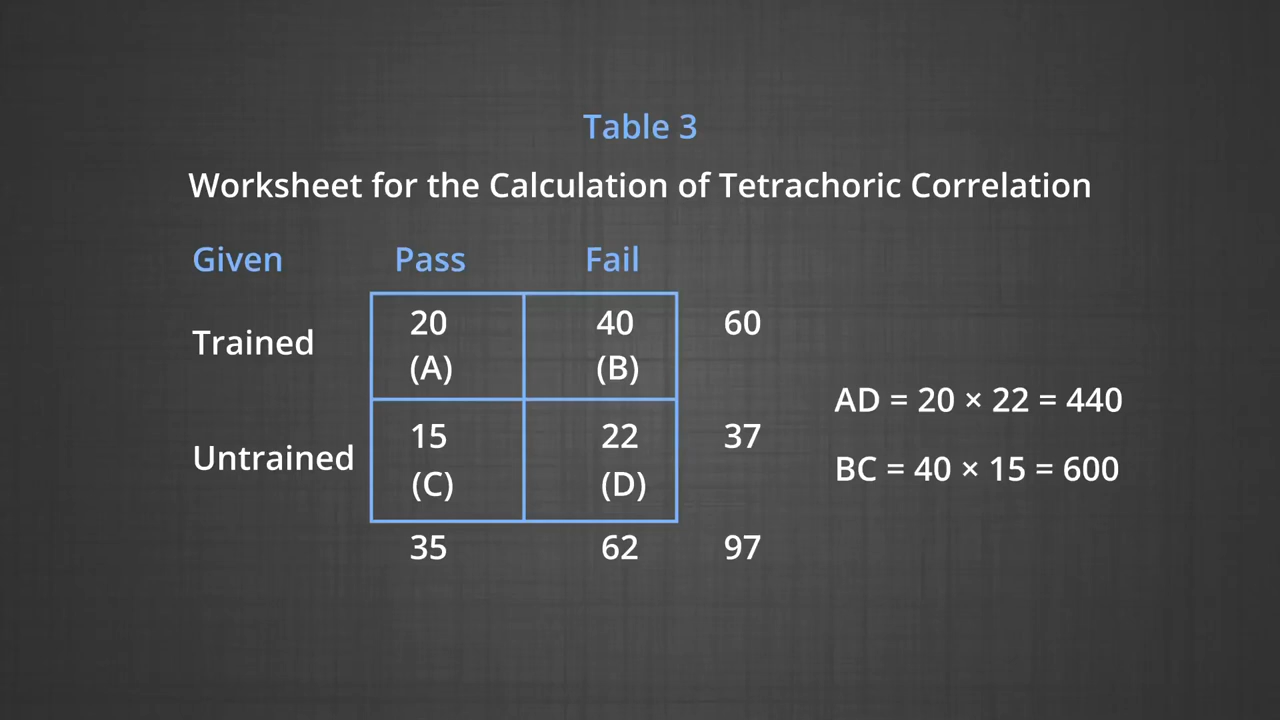 Table 3
Worksheet for the Calculation of Tetrachoric Correlation
Given Pass Fail
Trained 20 40 60
(A) (B)
AD = 20 × 22 = 440
Untrained 15 22 37
(C) (D)
BC = 40 × 15 = 600
35 62 97